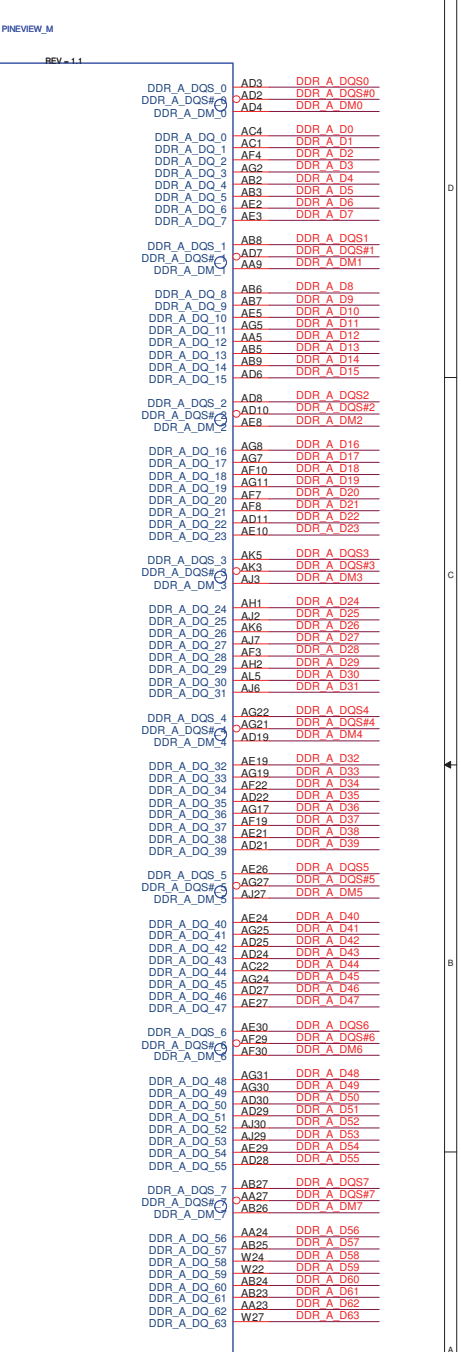 PINEVIEW_M
REV = 1.1
DDR_A_DQS_0 AD3 DDR_A_DQS0
DDR_A_DQS#_0 AD2 DDR_A_DQS#0
DDR_A_DM_0 AD4 DDR_A_DM0
DDR_A_DQ_0 AC4 DDR_A_D0
DDR_A_DQ_1 AC1 DDR_A_D1
DDR_A_DQ_2 AF4 DDR_A_D2
DDR_A_DQ_3 AG2 DDR_A_D3
DDR_A_DQ_4 AB2 DDR_A_D4
DDR_A_DQ_5 AB3 DDR_A_D5
DDR_A_DQ_6 AE2 DDR_A_D6
DDR_A_DQ_7 AE3 DDR_A_D7
D
DDR_A_DQS_1 AB8 DDR_A_DQS1
DDR_A_DQS#_1 AD7 DDR_A_DQS#1
DDR_A_DM_1 AA9 DDR_A_DM1
DDR_A_DQ_8 AB6 DDR_A_D8
DDR_A_DQ_9 AB7 DDR_A_D9
DDR_A_DQ_10 AE5 DDR_A_D10
DDR_A_DQ_11 AG5 DDR_A_D11
DDR_A_DQ_12 AA5 DDR_A_D12
DDR_A_DQ_13 AB5 DDR_A_D13
DDR_A_DQ_14 AB9 DDR_A_D14
DDR_A_DQ_15 AD6 DDR_A_D15
DDR_A_DQS_2 AD8 DDR_A_DQS2
DDR_A_DQS#_2 AD10 DDR_A_DQS#2
DDR_A_DM_2 AE8 DDR_A_DM2
DDR_A_DQ_16 AG8 DDR_A_D16
DDR_A_DQ_17 AG7 DDR_A_D17
DDR_A_DQ_18 AF10 DDR_A_D18
DDR_A_DQ_19 AG11 DDR_A_D19
DDR_A_DQ_20 AF7 DDR_A_D20
DDR_A_DQ_21 AF8 DDR_A_D21
DDR_A_DQ_22 AD11 DDR_A_D22
DDR_A_DQ_23 AE10 DDR_A_D23
DDR_A_DQS_3 AK5 DDR_A_DQS3
DDR_A_DQS#_3 AK3 DDR_A_DQS#3
DDR_A_DM_3 AJ3 DDR_A_DM3
C
DDR_A_DQ_24 AH1 DDR_A_D24
DDR_A_DQ_25 AJ2 DDR_A_D25
DDR_A_DQ_26 AK6 DDR_A_D26
DDR_A_DQ_27 AJ7 DDR_A_D27
DDR_A_DQ_28 AF3 DDR_A_D28
DDR_A_DQ_29 AH2 DDR_A_D29
DDR_A_DQ_30 AL5 DDR_A_D30
DDR_A_DQ_31 AJ6 DDR_A_D31
DDR_A_DQS_4 AG22 DDR_A_DQS4
DDR_A_DQS#_4 AG21 DDR_A_DQS#4
DDR_A_DM_4 AD19 DDR_A_DM4
DDR_A_DQ_32 AE19 DDR_A_D32
DDR_A_DQ_33 AG19 DDR_A_D33
DDR_A_DQ_34 AF22 DDR_A_D34
DDR_A_DQ_35 AD22 DDR_A_D35
DDR_A_DQ_36 AG17 DDR_A_D36
DDR_A_DQ_37 AF19 DDR_A_D37
DDR_A_DQ_38 AE21 DDR_A_D38
DDR_A_DQ_39 AD21 DDR_A_D39
DDR_A_DQS_5 AE26 DDR_A_DQS5
DDR_A_DQS#_5 AG27 DDR_A_DQS#5
DDR_A_DM_5 AJ27 DDR_A_DM5
DDR_A_DQ_40 AE24 DDR_A_D40
DDR_A_DQ_41 AG25 DDR_A_D41
DDR_A_DQ_42 AD25 DDR_A_D42
DDR_A_DQ_43 AD24 DDR_A_D43
DDR_A_DQ_44 AC22 DDR_A_D44
DDR_A_DQ_45 AG24 DDR_A_D45
DDR_A_DQ_46 AD27 DDR_A_D46
DDR_A_DQ_47 AE27 DDR_A_D47
B
DDR_A_DQS_6 AE30 DDR_A_DQS6
DDR_A_DQS#_6 AF29 DDR_A_DQS#6
DDR_A_DM_6 AF30 DDR_A_DM6
DDR_A_DQ_48 AG31 DDR_A_D48
DDR_A_DQ_49 AG30 DDR_A_D49
DDR_A_DQ_50 AD30 DDR_A_D50
DDR_A_DQ_51 AD29 DDR_A_D51
DDR_A_DQ_52 AJ30 DDR_A_D52
DDR_A_DQ_53 AJ29 DDR_A_D53
DDR_A_DQ_54 AE29 DDR_A_D54
DDR_A_DQ_55 AD28 DDR_A_D55
DDR_A_DQS_7 AB27 DDR_A_DQS7
DDR_A_DQS#_7 AA27 DDR_A_DQS#7
DDR_A_DM_7 AB26 DDR_A_DM7
DDR_A_DQ_56 AA24 DDR_A_D56
DDR_A_DQ_57 AB25 DDR_A_D57
DDR_A_DQ_58 W24 DDR_A_D58
DDR_A_DQ_59 W22 DDR_A_D59
DDR_A_DQ_60 AB24 DDR_A_D60
DDR_A_DQ_61 AB23 DDR_A_D61
DDR_A_DQ_62 AA23 DDR_A_D62
DDR_A_DQ_63 W27 DDR_A_D63
A